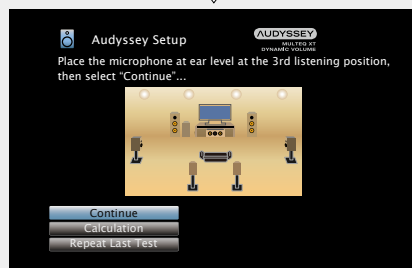 Audyssey Setup
AUDYSSEY
MULTEQ XT
DYNAMIC VOLUME
Place the microphone at ear level at the 3rd listening position,
then select “Continue”...
Continue
Calculation
Repeat Last Test